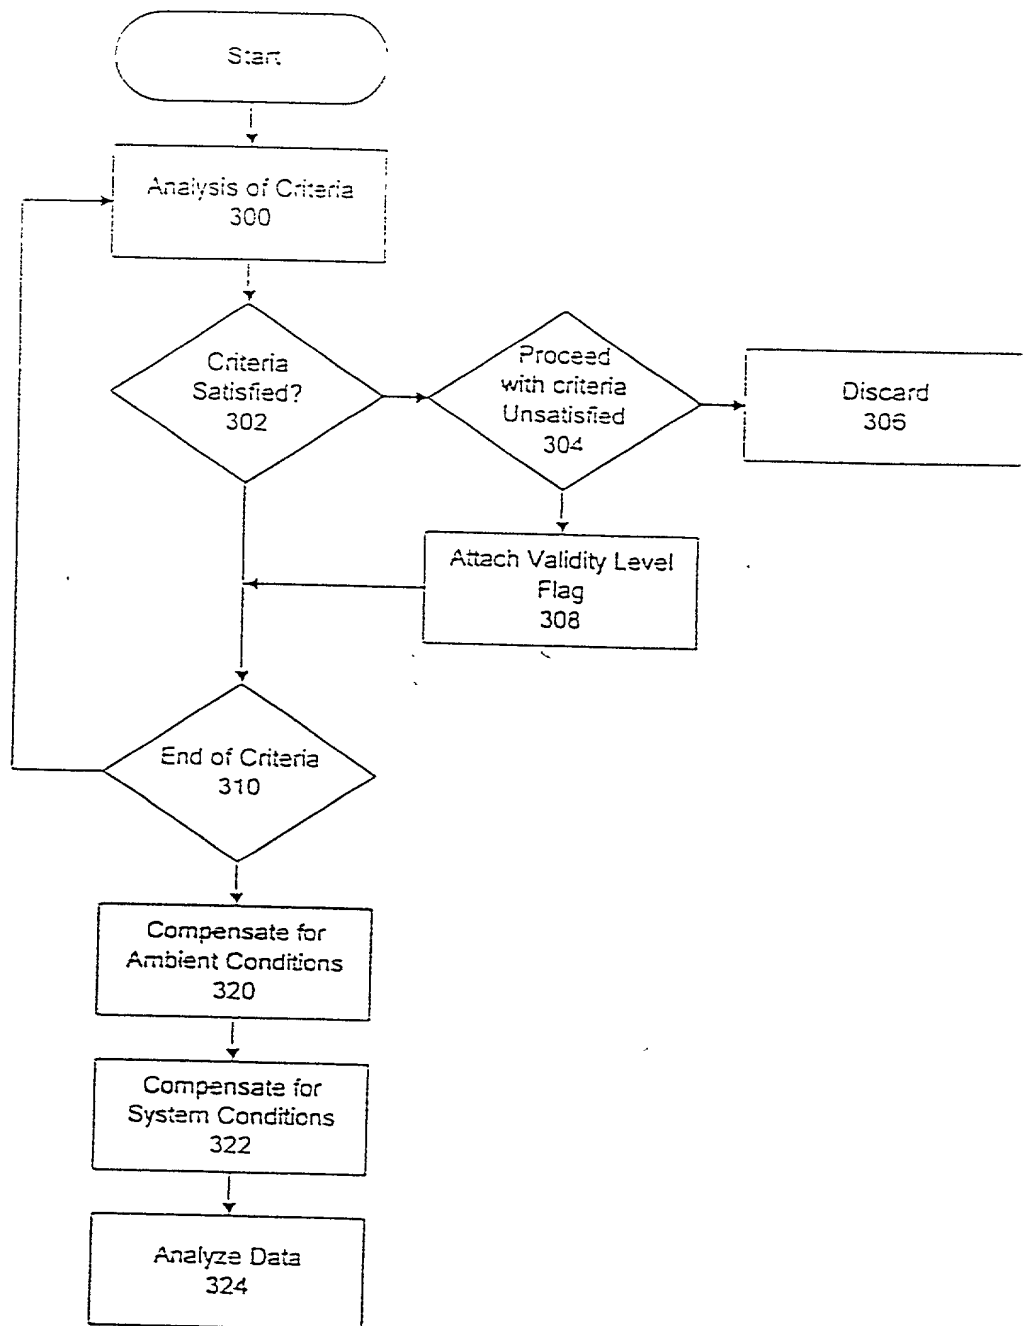 Start
Analysis of Criteria
300
Criteria
Satisfied?
302
Proceed
with criteria
Unsatisfied
304
Discard
306
Attach Validity Level
Flag
308
End of Criteria
310
Compensate for
Ambient Conditions
320
Compensate for
System Conditions
322
Analyze Data
324